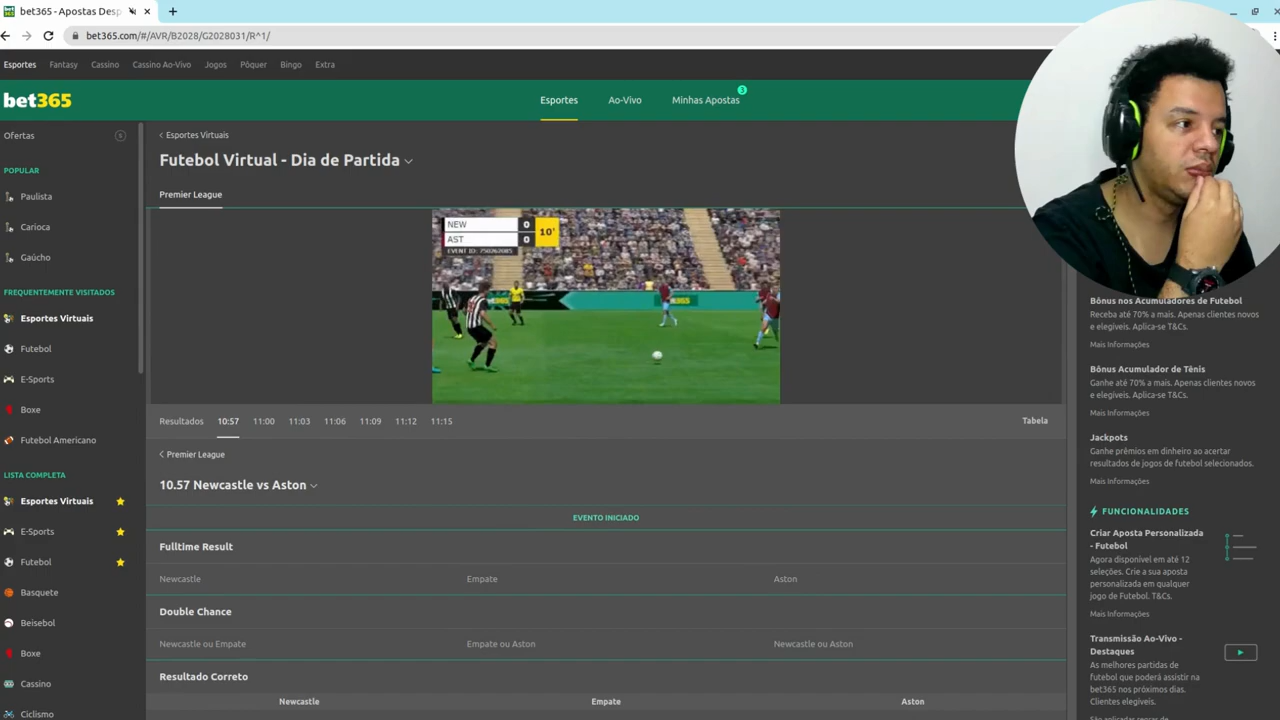 bet365 - Apostas Desp
bet365.com/#/AVR/B2028/G2028031/R^1/
Esportes Fantasy Cassino Cassino Ao-Vivo Jogos Pôquer Bingo Extra
bet365
Esportes Ao-Vivo Minhas Apostas 3
Ofertas 5
POPULAR
Paulista
Carioca
Gaúcho
FREQUENTEMENTE VISITADOS
Esportes Virtuais
Futebol
E-Sports
Boxe
Futebol Americano
LISTA COMPLETA
Esportes Virtuais
E-Sports
Futebol
Basquete
Beisebol
Boxe
Cassino
Ciclismo
Esportes Virtuais
Futebol Virtual - Dia de Partida
Premier League
NEW 0
10'
AST 0
EVENT ID: 750262085
bet365
Resultados 10:57 11:00 11:03 11:06 11:09 11:12 11:15 Tabela
Premier League
10.57 Newcastle vs Aston
EVENTO INICIADO
Fulltime Result
Newcastle Empate Aston
Double Chance
Newcastle ou Empate Empate ou Aston Newcastle ou Aston
Resultado Correto
Newcastle Empate Aston
Bônus nos Acumuladores de Futebol
Receba até 70% a mais. Apenas clientes novos
e elegíveis. Aplica-se T&Cs.
Mais Informações
Bônus Acumulador de Tênis
Ganhe até 70% a mais. Apenas clientes novos
e elegíveis. Aplica-se T&Cs.
Mais Informações
Jackpots
Ganhe prêmios em dinheiro ao acertar
resultados de jogos de futebol selecionados.
Mais Informações
FUNCIONALIDADES
Criar Aposta Personalizada
- Futebol
Agora disponível em até 12
seleções. Crie a sua aposta
personalizada em qualquer
jogo de Futebol. T&Cs.
Mais Informações
Transmissão Ao-Vivo -
Destaques
As melhores partidas de
futebol que poderá assistir na
bet365 nos próximos dias.
Clientes elegíveis.